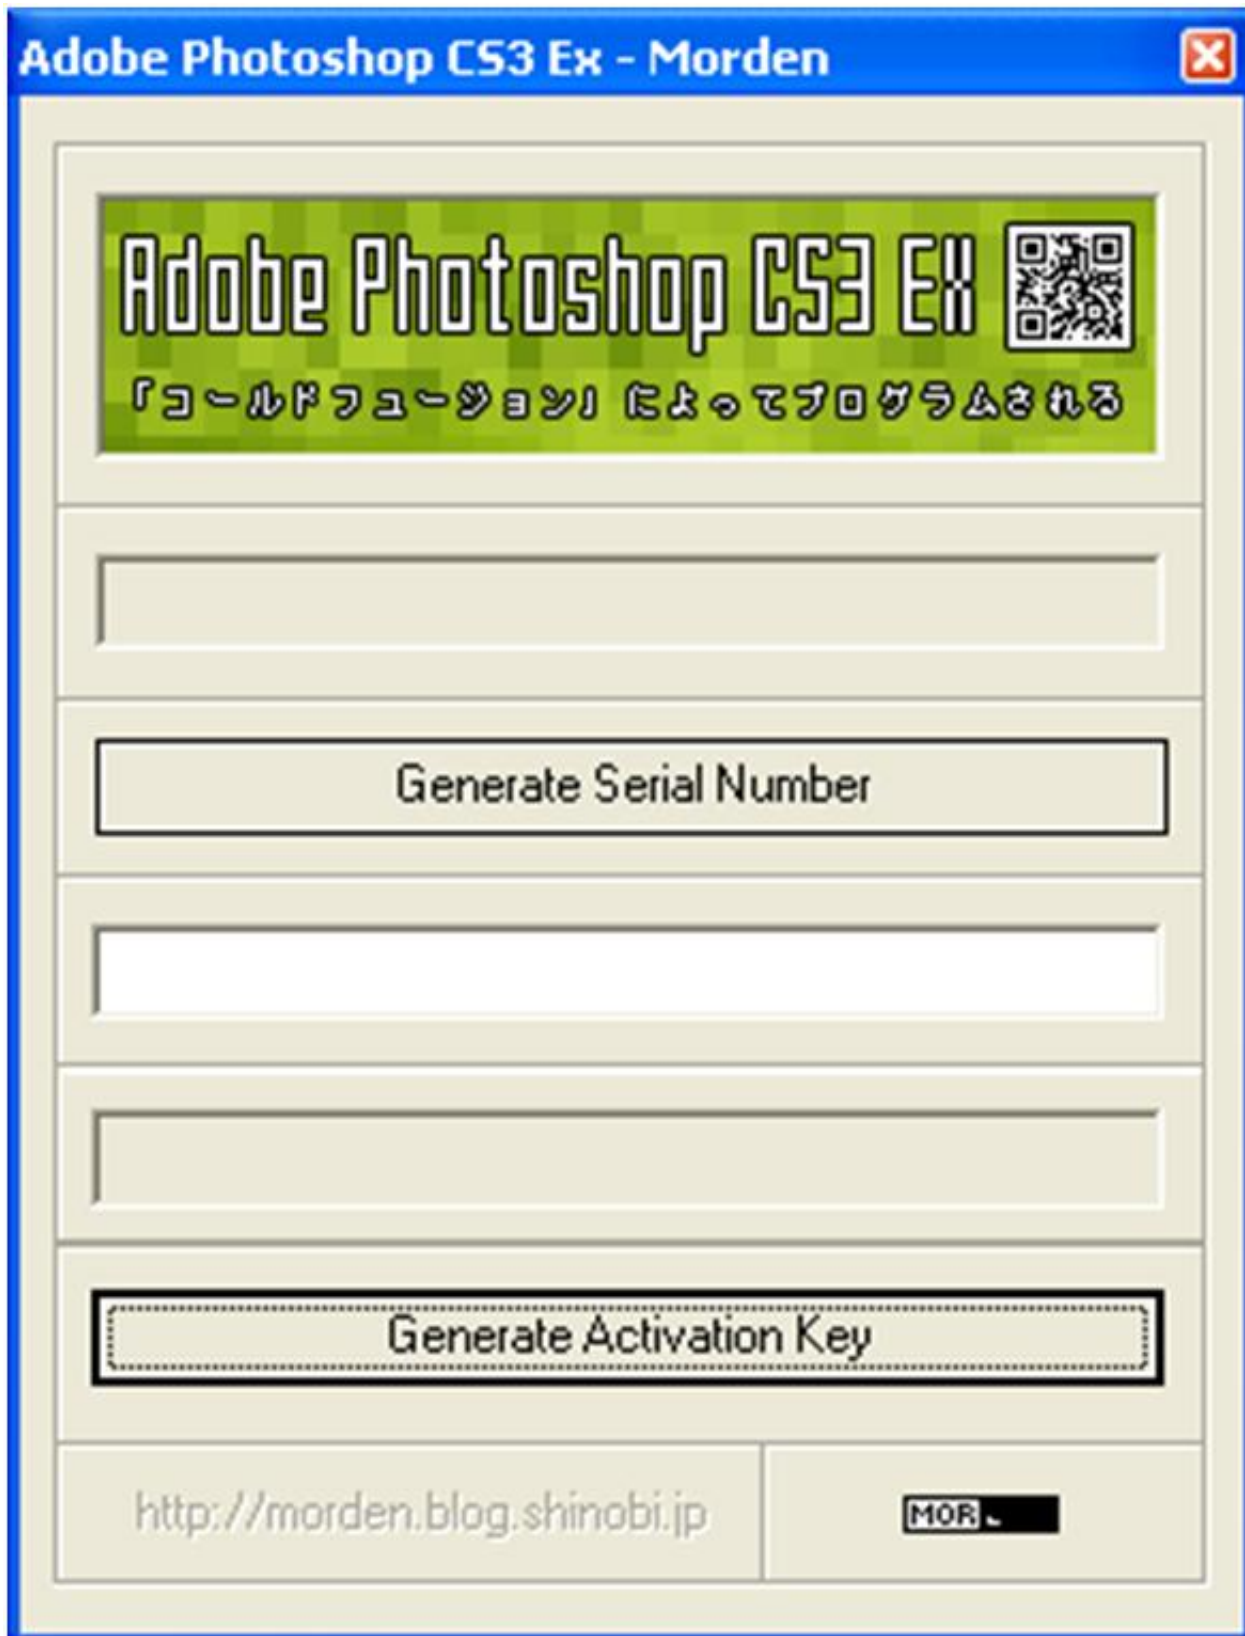 Adobe Photoshop CS3 Ex - Morden
Adobe Photoshop CS3 EX
「コールドフュージョン」によってプログラムされる
Generate Serial Number
Generate Activation Key
http://morden.blog.shinobi.jp
MOR